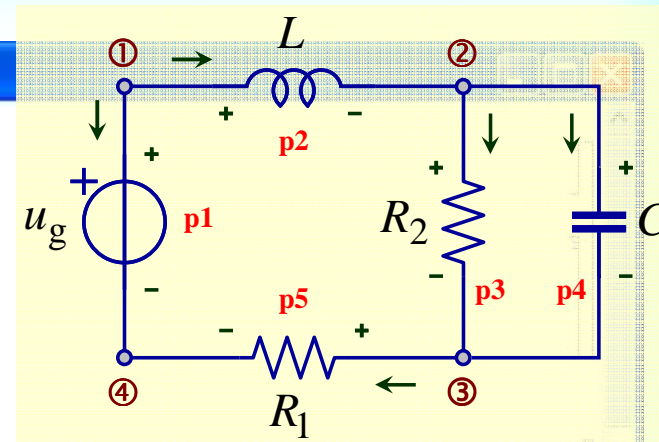 ① L ②
+ p2 −
+ u_g p1 + −
R₂ + − p3
C + − p4
− p5 +
④ R₁ ③